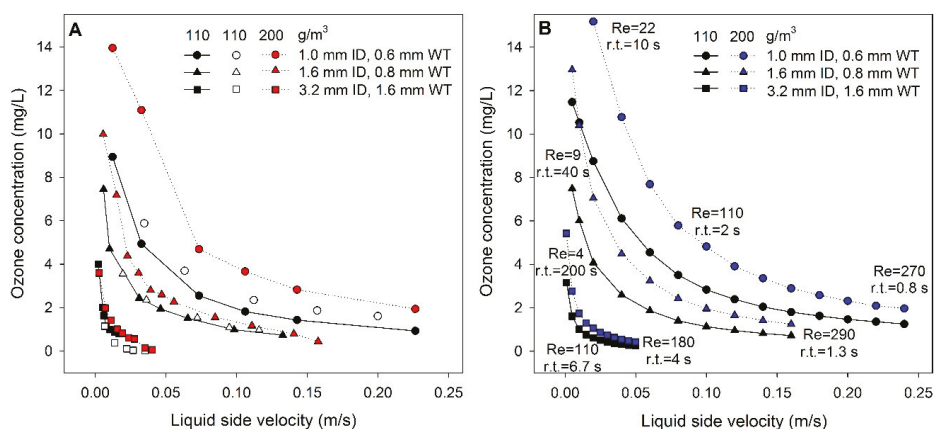 A
110 110 200 g/m³
1.0 mm ID, 0.6 mm WT
1.6 mm ID, 0.8 mm WT
3.2 mm ID, 1.6 mm WT
Ozone concentration (mg/L)
14
12
10
8
6
4
2
0
0.00 0.05 0.10 0.15 0.20 0.25
Liquid side velocity (m/s)
B
Re=22
r.t.=10 s
110 200 g/m³
1.0 mm ID, 0.6 mm WT
1.6 mm ID, 0.8 mm WT
3.2 mm ID, 1.6 mm WT
Ozone concentration (mg/L)
14
12
10
8
6
4
2
0
Re=9
r.t.=40 s
Re=110
r.t.=2 s
Re=4
r.t.=200 s
Re=270
r.t.=0.8 s
Re=110
r.t.=6.7 s
Re=180
r.t.=4 s
Re=290
r.t.=1.3 s
0.00 0.05 0.10 0.15 0.20 0.25
Liquid side velocity (m/s)